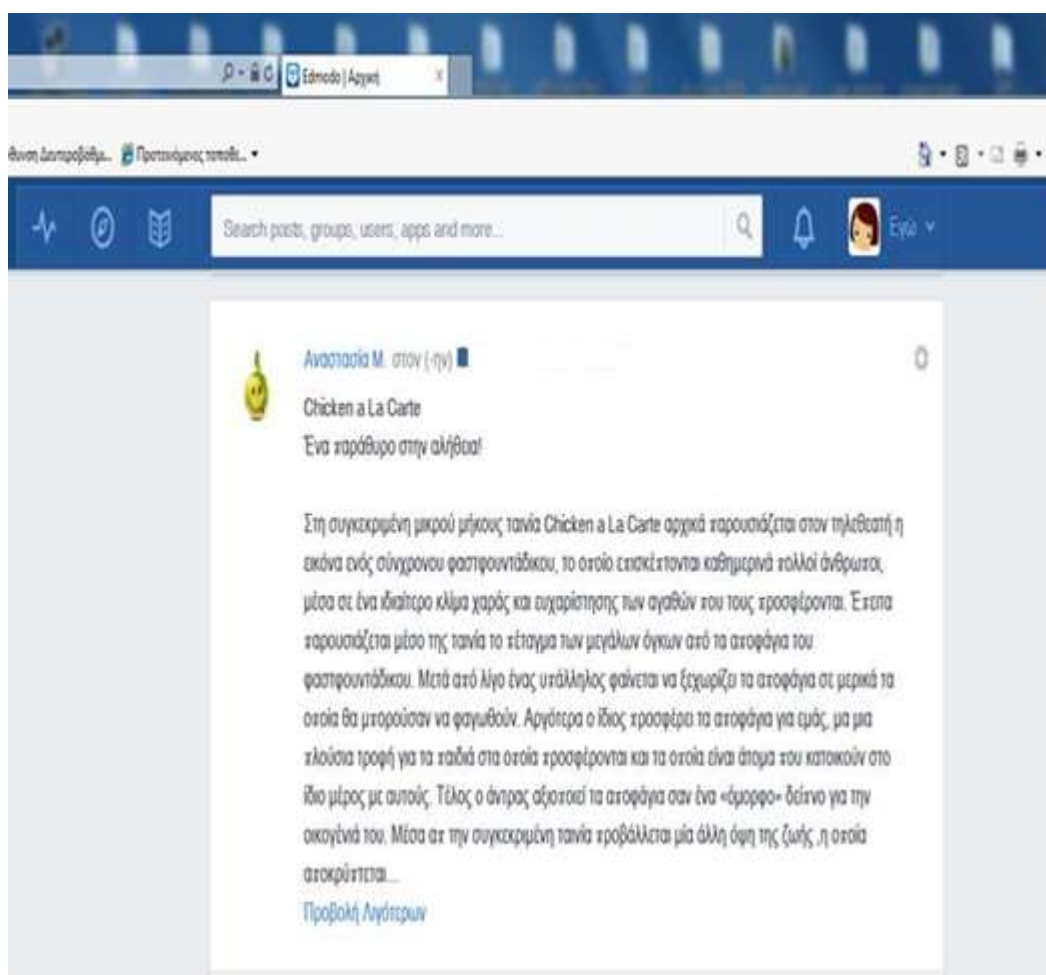 Edmodo | Αρχική
Προτεινόμενες τοποθε...
Search posts, groups, users, apps and more...
Εγώ
Αναστασία Μ. στον (-ην)
Chicken a La Carte
Ένα παράθυρο στην αλήθεια!
Στη συγκεκριμένη μικρού μήκους ταινία Chicken a La Carte αρχικά παρουσιάζεται στον τηλεθεατή η
εικόνα ενός σύγχρονου φαστφουντάδικου, το οποίο επισκέπτονται καθημερινά πολλοί άνθρωποι,
μέσα σε ένα ιδιαίτερο κλίμα χαράς και ευχαρίστησης των αγαθών που τους προσφέρονται. Έπειτα
παρουσιάζεται μέσο της ταινία το πέταγμα των μεγάλων όγκων από τα αποφάγια του
φαστφουντάδικου. Μετά από λίγο ένας υπάλληλος φαίνεται να ξεχωρίζει τα αποφάγια σε μερικά τα
οποία θα μπορούσαν να φαγωθούν. Αργότερα ο ίδιος προσφέρει τα αποφάγια για εμάς, μα μια
πλούσια τροφή για τα παιδιά στα οποία προσφέρονται και τα οποία είναι άτομα που κατοικούν στο
ίδιο μέρος με αυτούς. Τέλος ο άντρας αξιοποιεί τα αποφάγια σαν ένα «όμορφο» δείπνο για την
οικογένιά του. Μέσα απ την συγκεκριμένη ταινία προβάλλεται μία άλλη όψη της ζωής ,η οποία
αποκρύπτεται....
Προβολή Λιγότερων